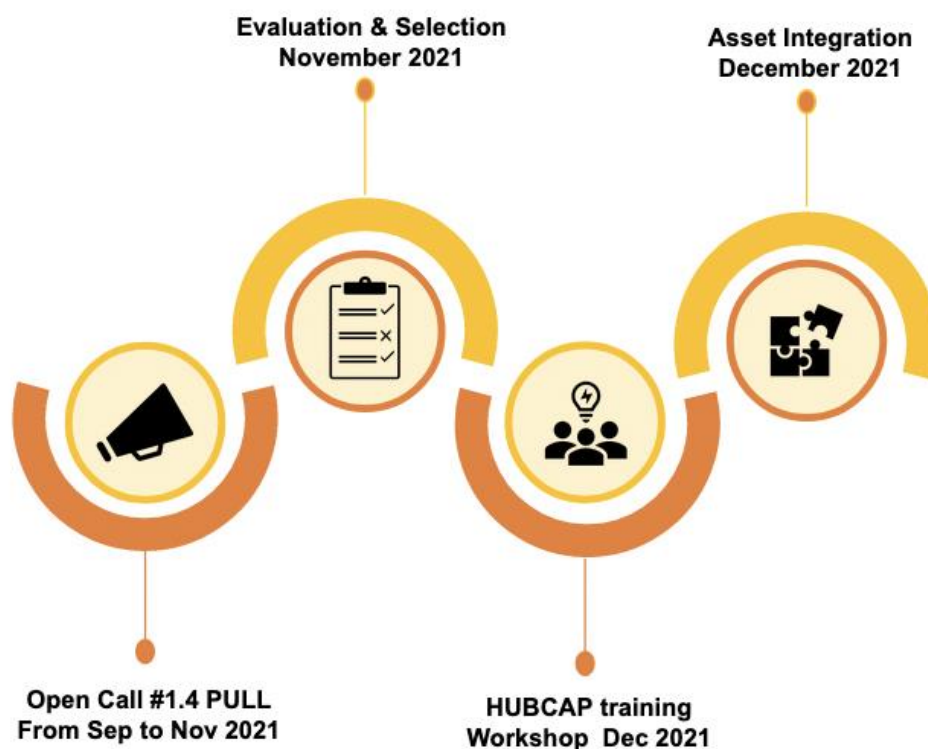 Evaluation & Selection
November 2021
Asset Integration
December 2021
Open Call #1.4 PULL
From Sep to Nov 2021
HUBCAP training
Workshop Dec 2021